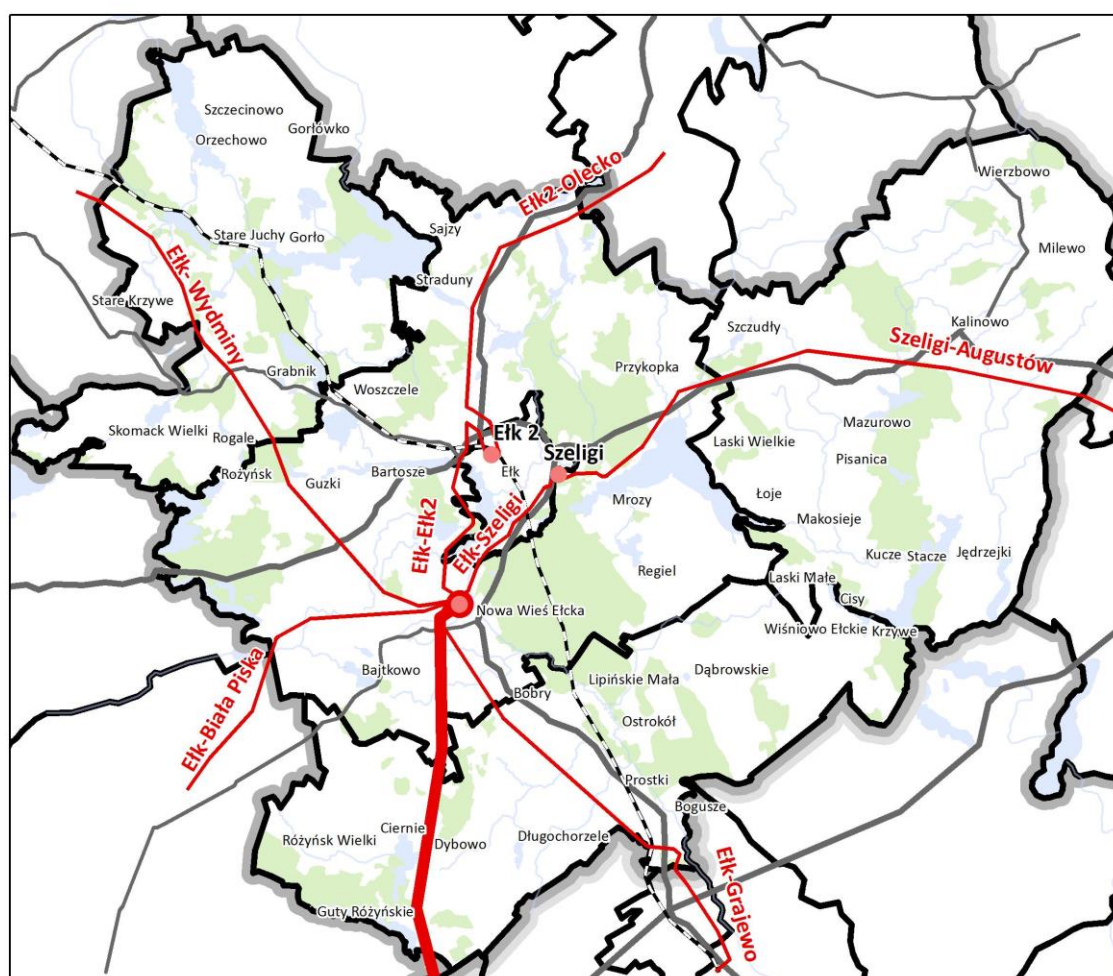 Szczecinowo
Orzechowo
Gorłówko
Wierzbowo
Ełk2-Olecko
Sajzy
Stare Juchy
Gorło
Milewo
Straduny
Ełk- Wydminy
Stare Krzywe
Szczudły
Kalinowo
Szeligi-Augustów
Grabnik
Przykopka
Woszczele
Mazurowo
Skomack Wielki
Rogale
Ełk 2
Szeligi
Laski Wielkie
Pisanica
Rożyńsk
Guzki
Bartosze
Ełk
Mrozy
Łoje
Ełk-Ełk2
Ełk-Szeligi
Makosieje
Kucze
Stacze
Jędrzejki
Regiel
Laski Małe
Cisy
Nowa Wieś Ełcka
Wiśniowo Ełckie
Krzywe
Bajtkowo
Dąbrowskie
Lipińskie Mała
Bobry
Ełk-Biała Piska
Ostrokół
Prostki
Bogusze
Ciernie
Różyńsk Wielki
Dybowo
Długochorzele
Ełk-Grajewo
Guty Różyńskie